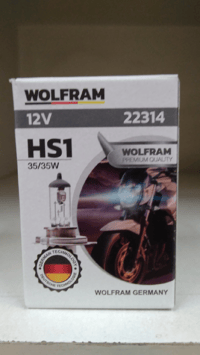 WOLFRAM
12V 22314
HS1
35/35W
WOLFRAM
PREMIUM QUALITY
WOLFRAM GERMANY